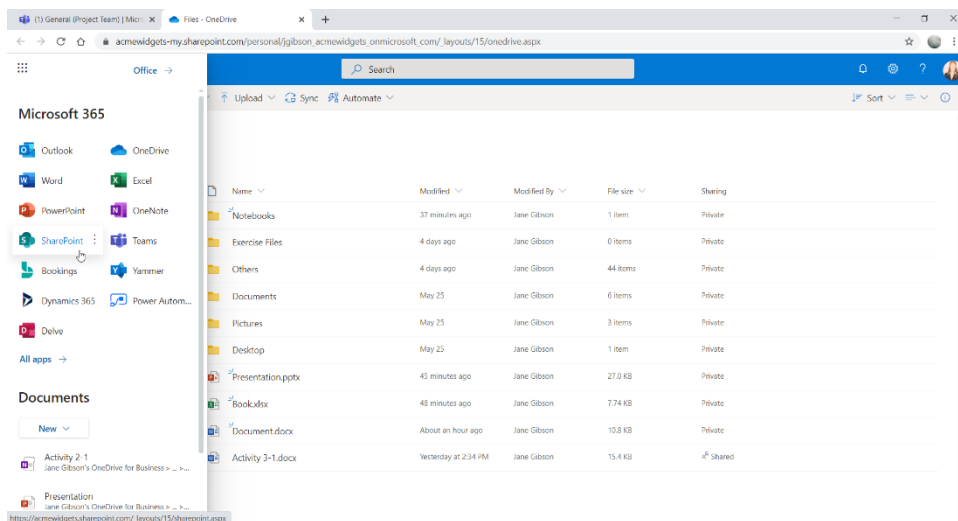 (1) General (Project Team) | Micro
Files - OneDrive
acmewidgets-my.sharepoint.com/personal/jgibson_acmewidgets_onmicrosoft_com/_layouts/15/onedrive.aspx
Office →
Search
?
Upload
Sync
Automate
Sort
Microsoft 365
Outlook
OneDrive
Word
Excel
PowerPoint
OneNote
SharePoint
Teams
Bookings
Yammer
Dynamics 365
Power Autom...
Delve
All apps →
Documents
New
Activity 2-1
Jane Gibson's OneDrive for Business > ... >...
Presentation
Jane Gibson's OneDrive for Business > ... >...
https://acmewidgets.sharepoint.com/_layouts/15/sharepoint.aspx
Name Modified Modified By File size Sharing
Notebooks 37 minutes ago Jane Gibson 1 item Private
Exercise Files 4 days ago Jane Gibson 0 items Private
Others 4 days ago Jane Gibson 44 items Private
Documents May 25 Jane Gibson 6 items Private
Pictures May 25 Jane Gibson 3 items Private
Desktop May 25 Jane Gibson 1 item Private
Presentation.pptx 45 minutes ago Jane Gibson 27.0 KB Private
Book.xlsx 48 minutes ago Jane Gibson 7.74 KB Private
Document.docx About an hour ago Jane Gibson 10.8 KB Private
Activity 3-1.docx Yesterday at 2:34 PM Jane Gibson 15.4 KB Shared